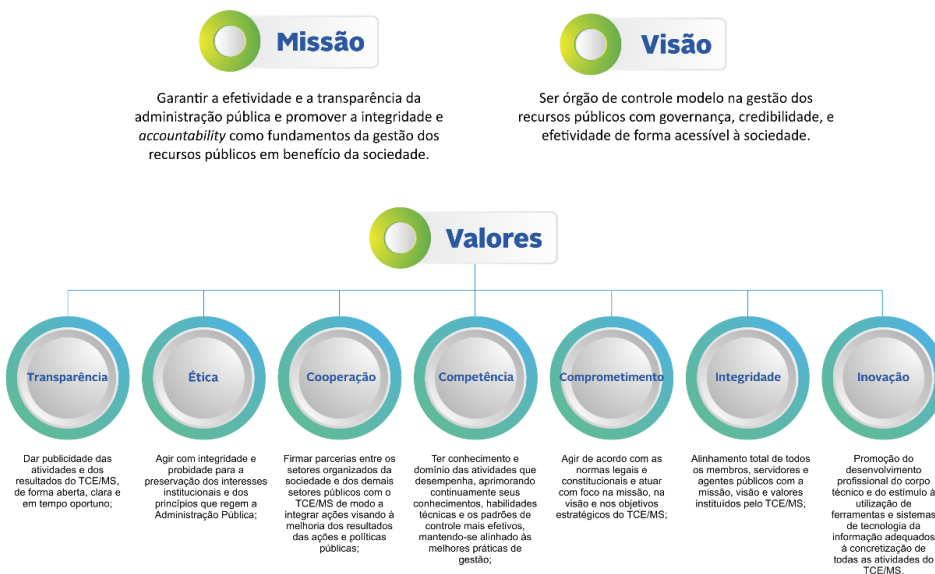 Missão
Garantir a efetividade e a transparência da
administração pública e promover a integridade e
accountability como fundamentos da gestão dos
recursos públicos em benefício da sociedade.
Visão
Ser órgão de controle modelo na gestão dos
recursos públicos com governança, credibilidade, e
efetividade de forma acessível à sociedade.
Valores
Transparência
Dar publicidade das
atividades e dos
resultados do TCE/MS,
de forma aberta, clara e
em tempo oportuno;
Ética
Agir com integridade e
probidade para a
preservação dos interesses
institucionais e dos
princípios que regem a
Administração Pública;
Cooperação
Firmar parcerias entre os
setores organizados da
sociedade e dos demais
setores públicos com o
TCE/MS de modo a
integrar ações visando à
melhoria dos resultados
das ações e políticas
públicas;
Competência
Ter conhecimento e
domínio das atividades que
desempenha, aprimorando
continuamente seus
conhecimentos, habilidades
técnicas e os padrões de
controle mais efetivos,
mantendo-se alinhado às
melhores práticas de
gestão;
Comprometimento
Agir de acordo com as
normas legais e
constitucionais e atuar
com foco na missão, na
visão e nos objetivos
estratégicos do TCE/MS;
Integridade
Alinhamento total de todos
os membros, servidores e
agentes públicos com a
missão, visão e valores
instituídos pelo TCE/MS;
Inovação
Promoção do
desenvolvimento
profissional do corpo
técnico e do estímulo à
utilização de
ferramentas e sistemas
de tecnologia da
informação adequados
à concretização de
todas as atividades do
TCE/MS.